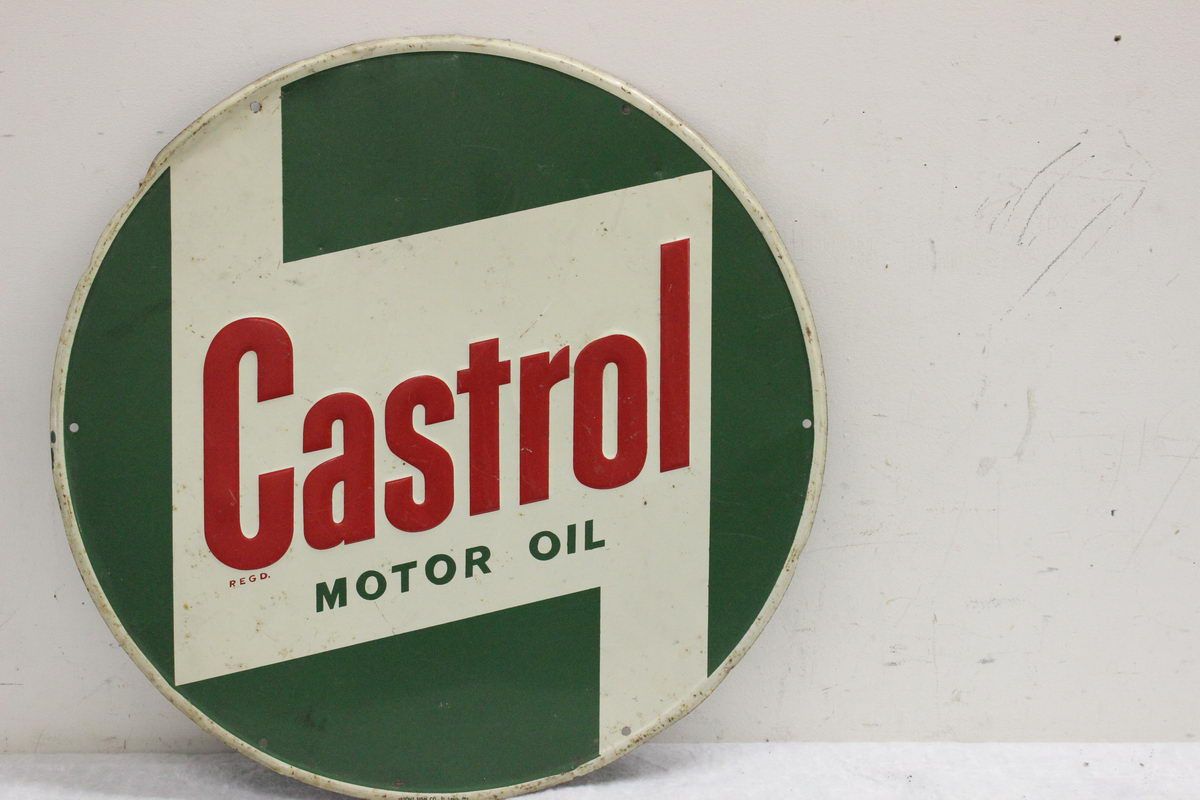 Castrol
REGD.
MOTOR OIL